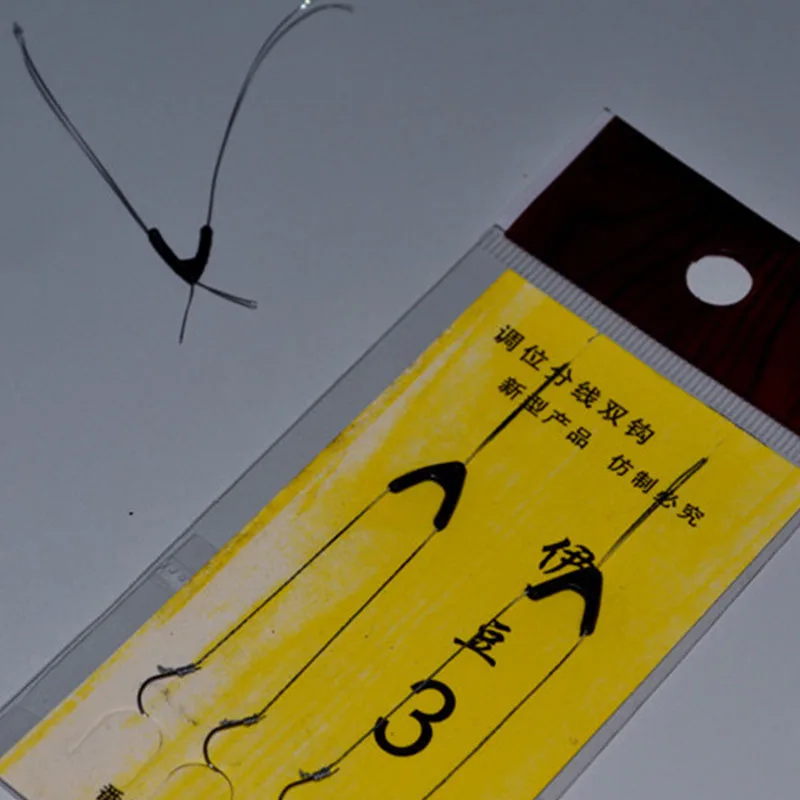 调位分线双钩
新型产品 仿制必究
伊豆
3